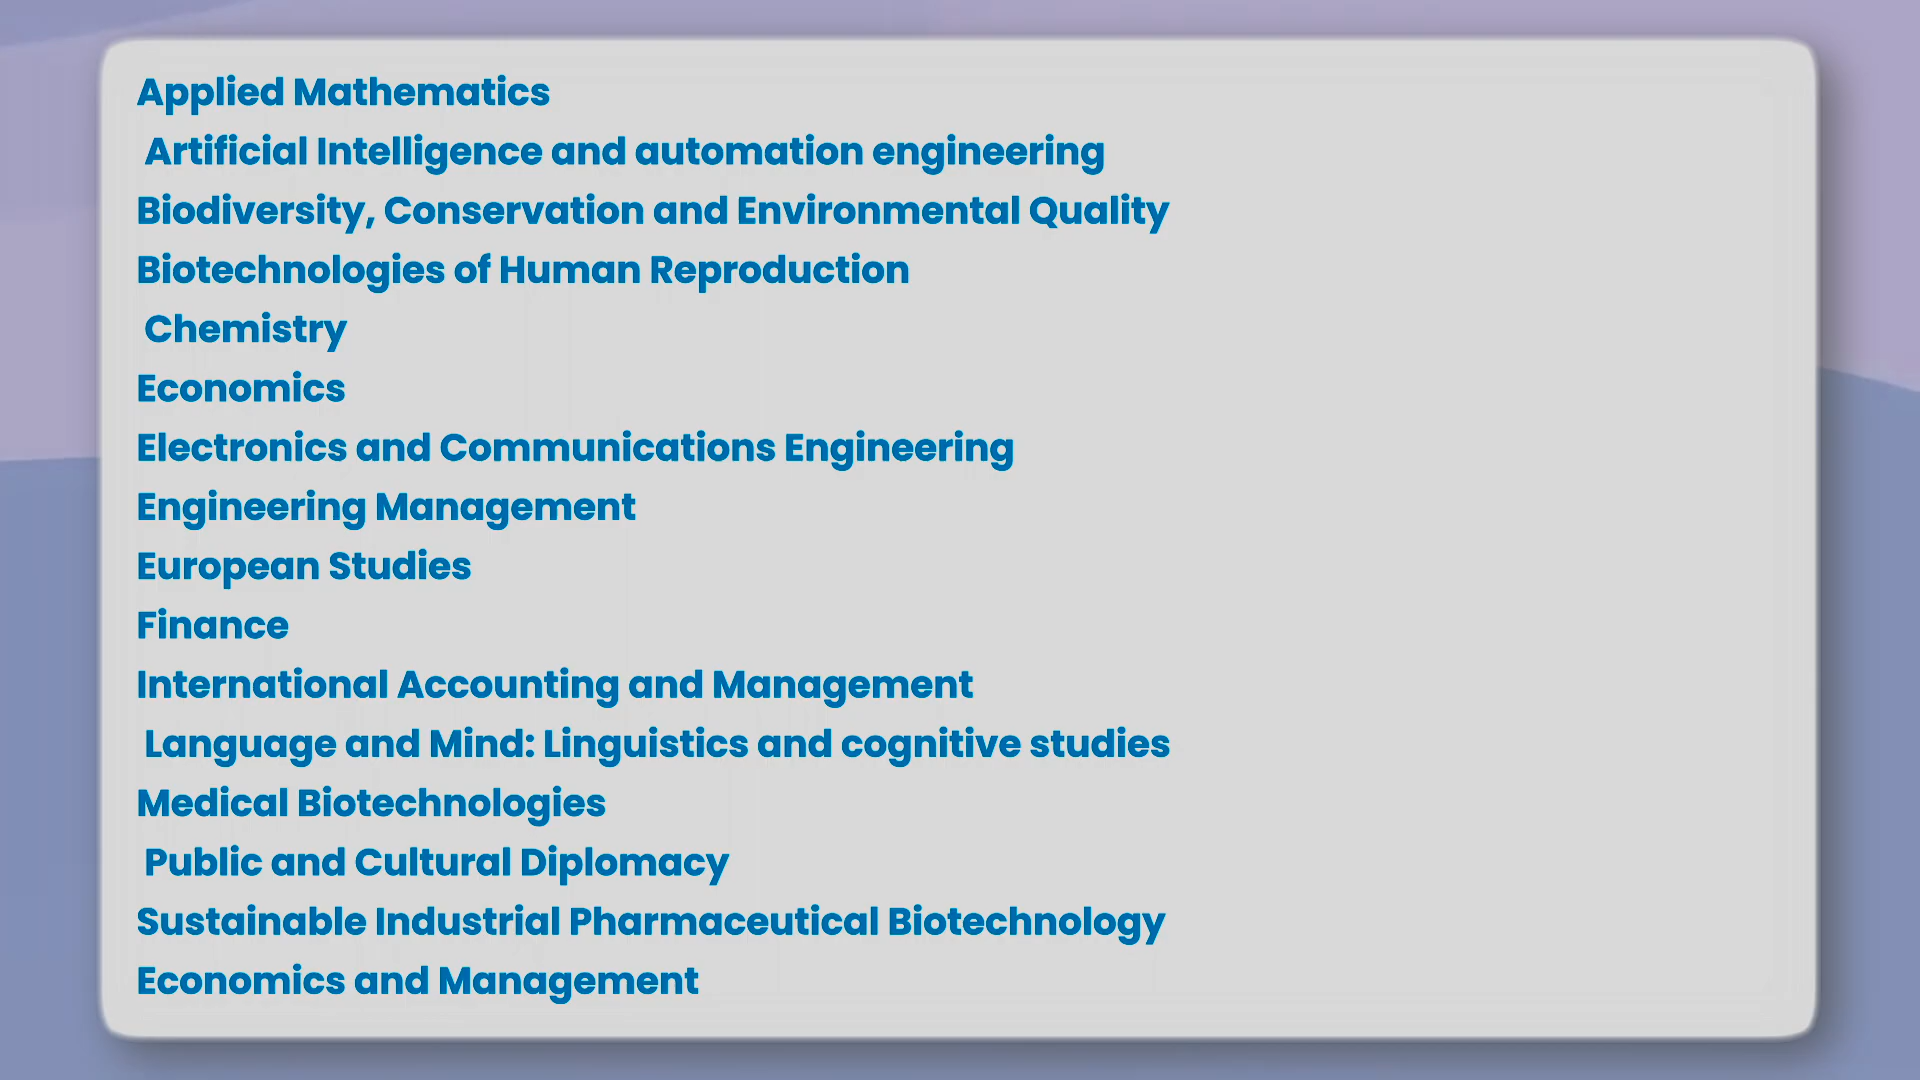 Applied Mathematics
Artificial Intelligence and automation engineering
Biodiversity, Conservation and Environmental Quality
Biotechnologies of Human Reproduction
Chemistry
Economics
Electronics and Communications Engineering
Engineering Management
European Studies
Finance
International Accounting and Management
Language and Mind: Linguistics and cognitive studies
Medical Biotechnologies
Public and Cultural Diplomacy
Sustainable Industrial Pharmaceutical Biotechnology
Economics and Management